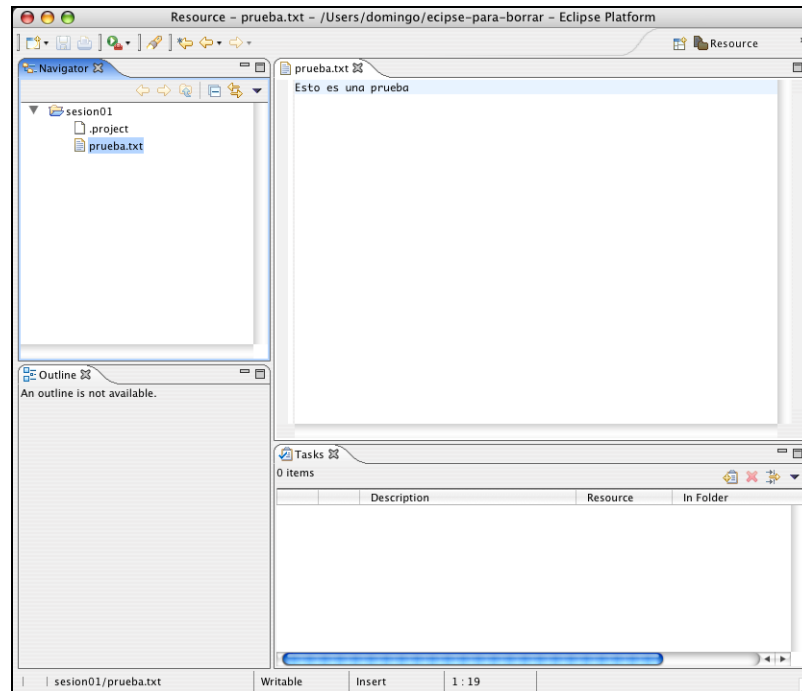 Resource - prueba.txt - /Users/domingo/ecipse-para-borrar - Eclipse Platform
Resource
Navigator
sesion01
.project
prueba.txt
prueba.txt
Esto es una prueba
Outline
An outline is not available.
Tasks
0 items
Description Resource In Folder
sesion01/prueba.txt Writable Insert 1 : 19